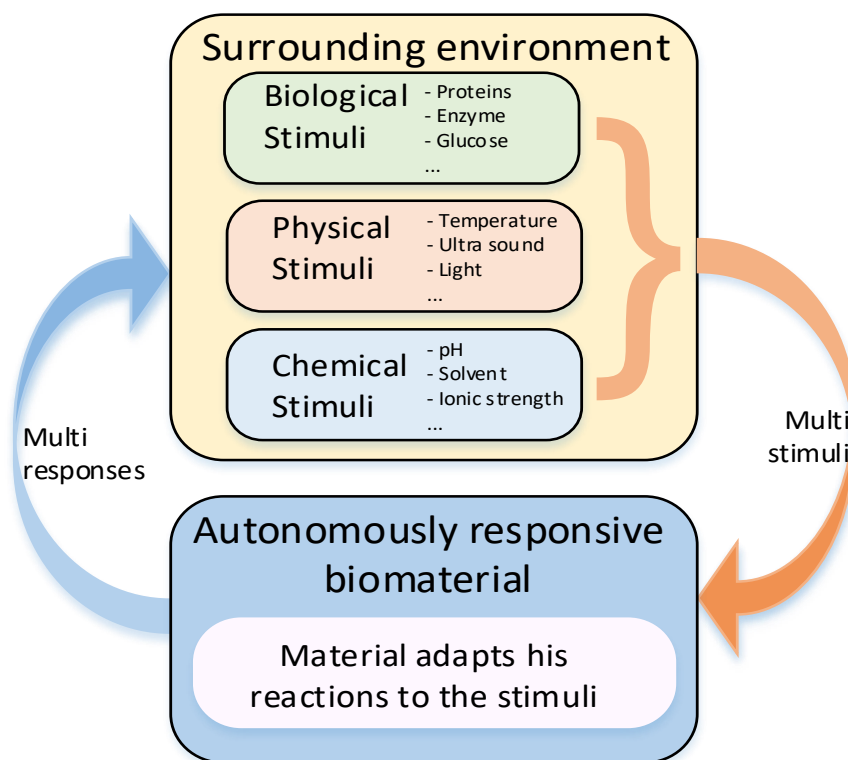 Surrounding environment
Biological
Stimuli
- Proteins
- Enzyme
- Glucose
...
Physical
Stimuli
- Temperature
- Ultra sound
- Light
...
Chemical
Stimuli
- pH
- Solvent
- Ionic strength
...
Multi
responses
Multi
stimuli
Autonomously responsive
biomaterial
Material adapts his
reactions to the stimuli